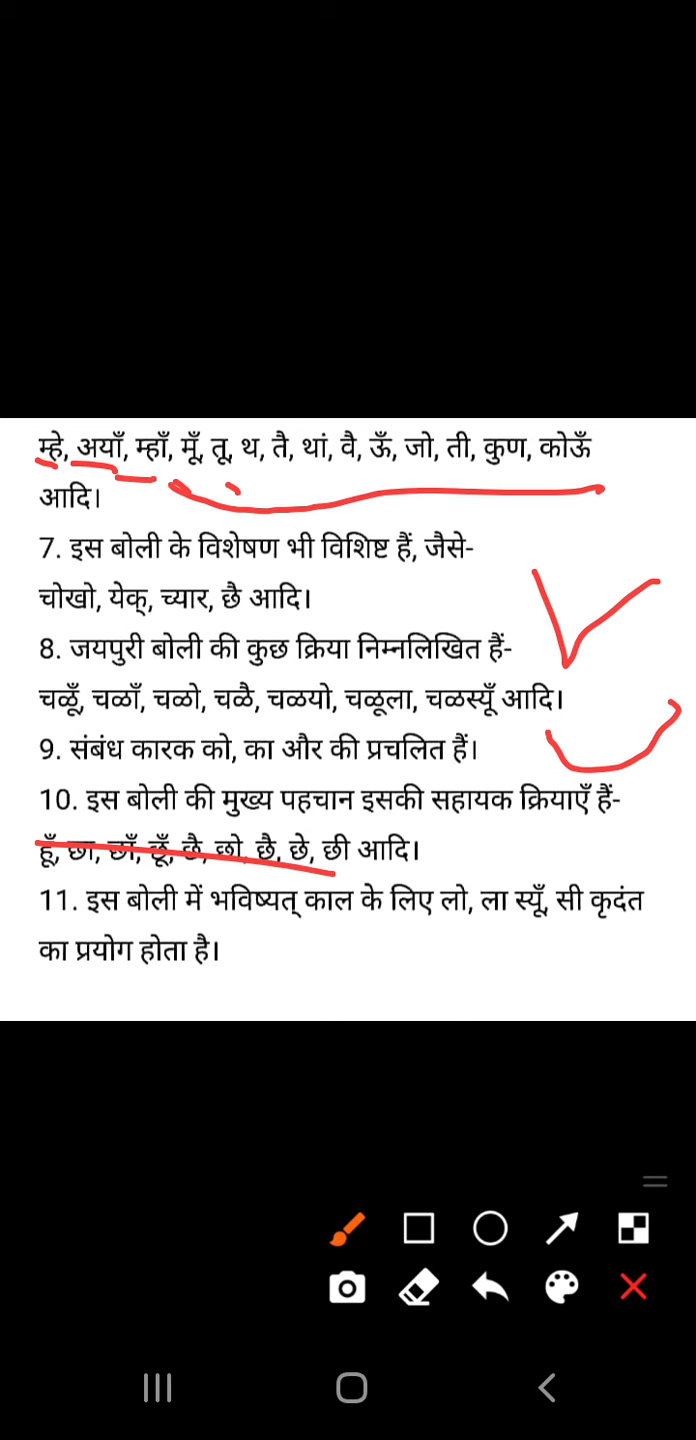 म्हे, अयाँ, म्हाँ, मूँ, तू, थ, तै, थां, वै, ऊँ, जो, ती, कुण, कोऊँ
आदि।
7. इस बोली के विशेषण भी विशिष्ट हैं, जैसे-
चोखो, येक्, च्यार, छै आदि।
8. जयपुरी बोली की कुछ क्रिया निम्नलिखित हैं-
चळूँ, चळाँ, चळो, चळै, चळयो, चळूला, चळस्यूँ आदि।
9. संबंध कारक को, का और की प्रचलित हैं।
10. इस बोली की मुख्य पहचान इसकी सहायक क्रियाएँ हैं-
हूँ, छा, छाँ, छूँ, छै, छो, छै, छे, छी आदि।
11. इस बोली में भविष्यत् काल के लिए लो, ला स्यूँ, सी कृदंत
का प्रयोग होता है।